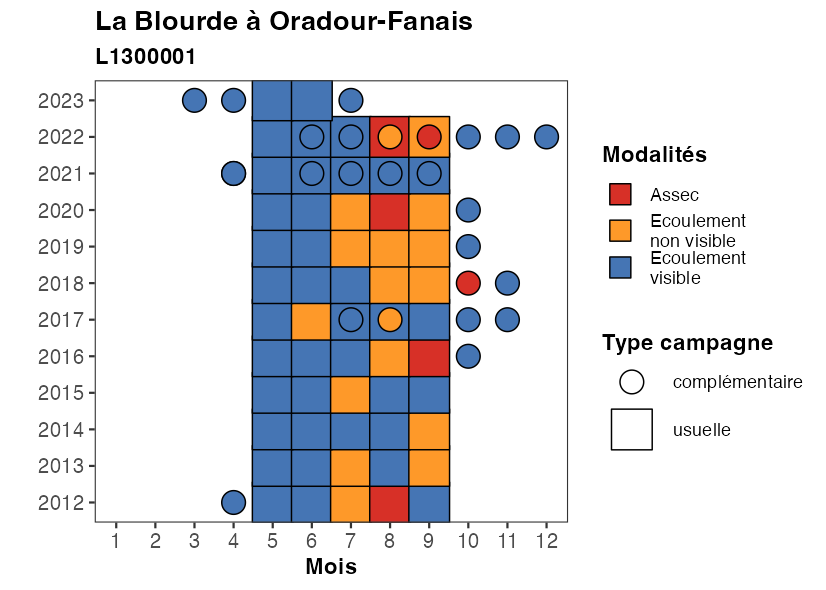 La Blourde à Oradour-Fanais
L1300001
2023
2022
2021
2020
2019
2018
2017
2016
2015
2014
2013
2012
1 2 3 4 5 6 7 8 9 10 11 12
Mois
Modalités
Assec
Ecoulement
non visible
Ecoulement
visible
Type campagne
complémentaire
usuelle